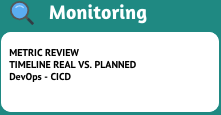 Monitoring
METRIC REVIEW
TIMELINE REAL VS. PLANNED
DevOps - CICD